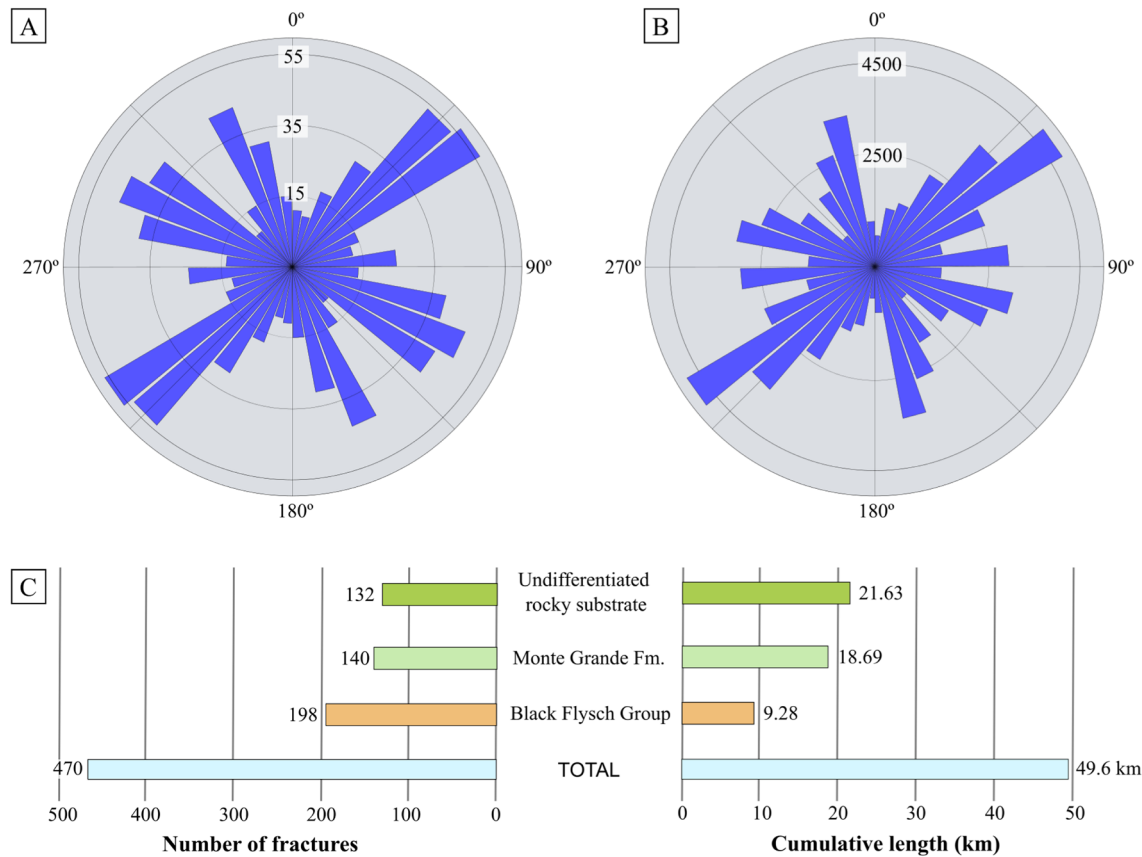 A
0º
55
35
15
270º
90º
180º
B
0º
4500
2500
270º
90º
180º
C
132
Undifferentiated
rocky substrate
21.63
140
Monte Grande Fm.
18.69
198
Black Flysch Group
9.28
470
TOTAL
49.6 km
500
400
300
200
100
0
0
10
20
30
40
50
Number of fractures
Cumulative length (km)